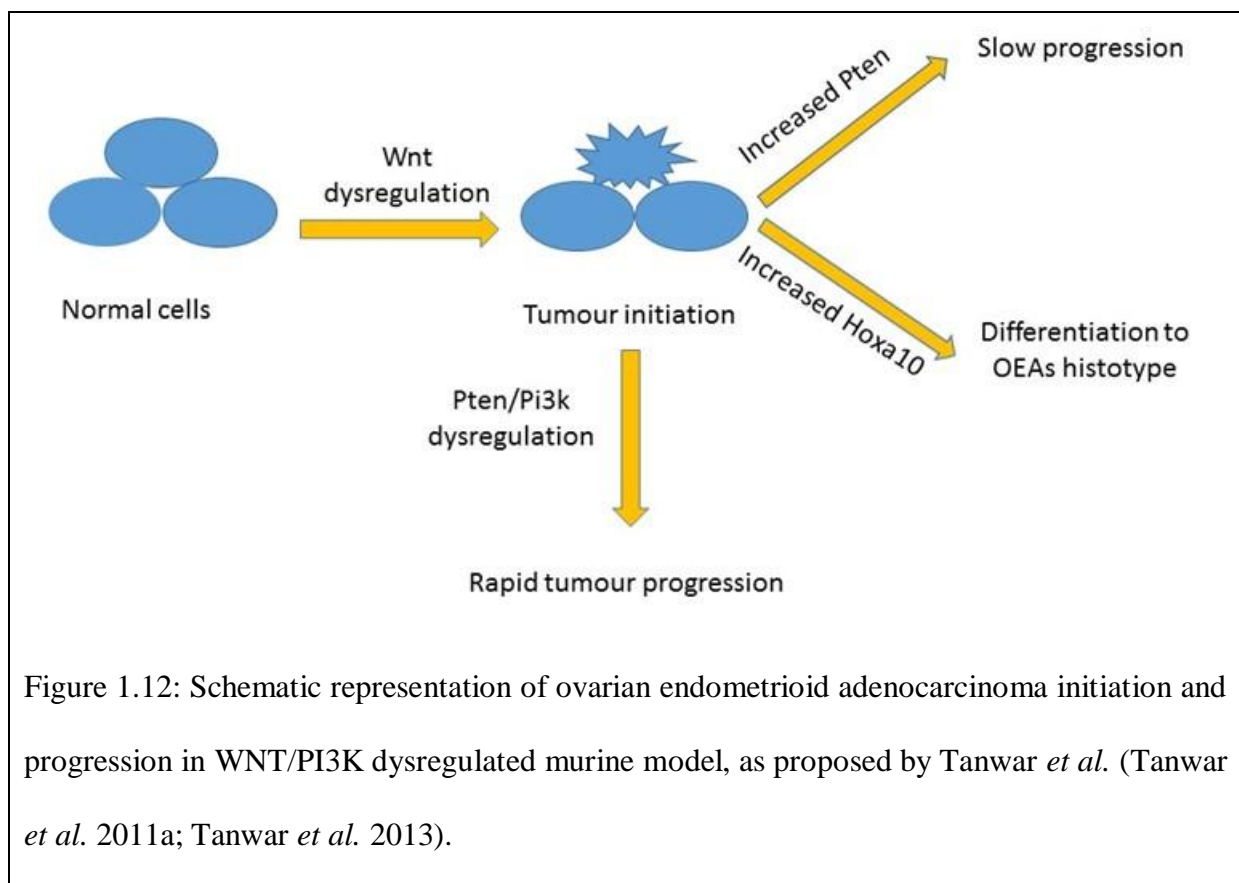 Slow progression
Increased Pten
Wnt
dysregulation
Normal cells
Tumour initiation
Increased Hoxa10
Differentiation to
OEAs histotype
Pten/Pi3k
dysregulation
Rapid tumour progression
Figure 1.12: Schematic representation of ovarian endometrioid adenocarcinoma initiation and
progression in WNT/PI3K dysregulated murine model, as proposed by Tanwar et al. (Tanwar
et al. 2011a; Tanwar et al. 2013).